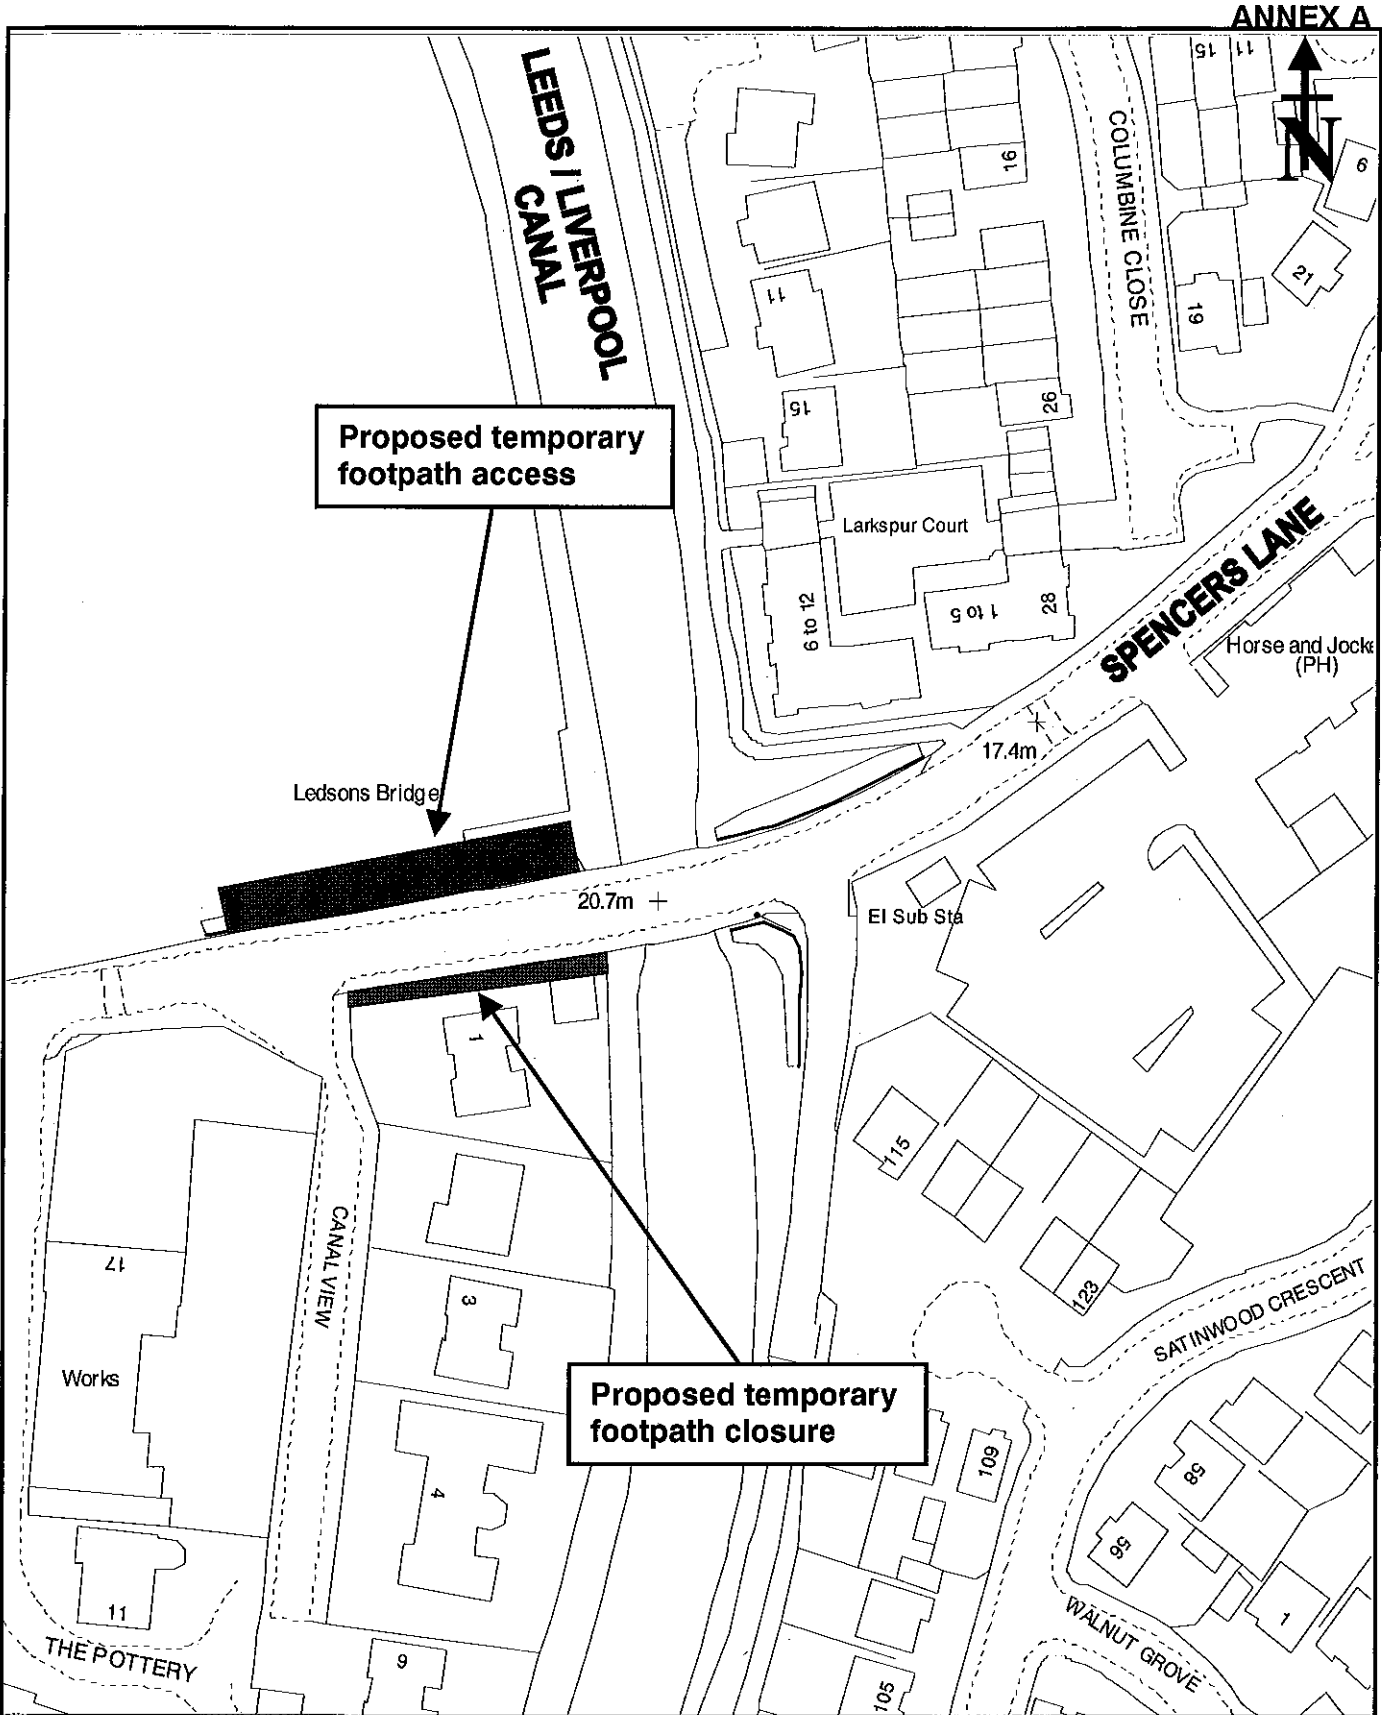 ANNEX A
N
LEEDS / LIVERPOOL
CANAL
COLUMBINE CLOSE
15
11
6
16
21
19
11
15
26
Proposed temporary
footpath access
Larkspur Court
6 to 12
1 to 5
28
SPENCERS LANE
Horse and Jocke
(PH)
17.4m
Ledsons Bridge
20.7m
El Sub Sta
1
115
123
CANAL VIEW
17
3
SATINWOOD CRESCENT
Works
Proposed temporary
footpath closure
4
109
58
56
11
1
THE POTTERY
9
105
WALNUT GROVE